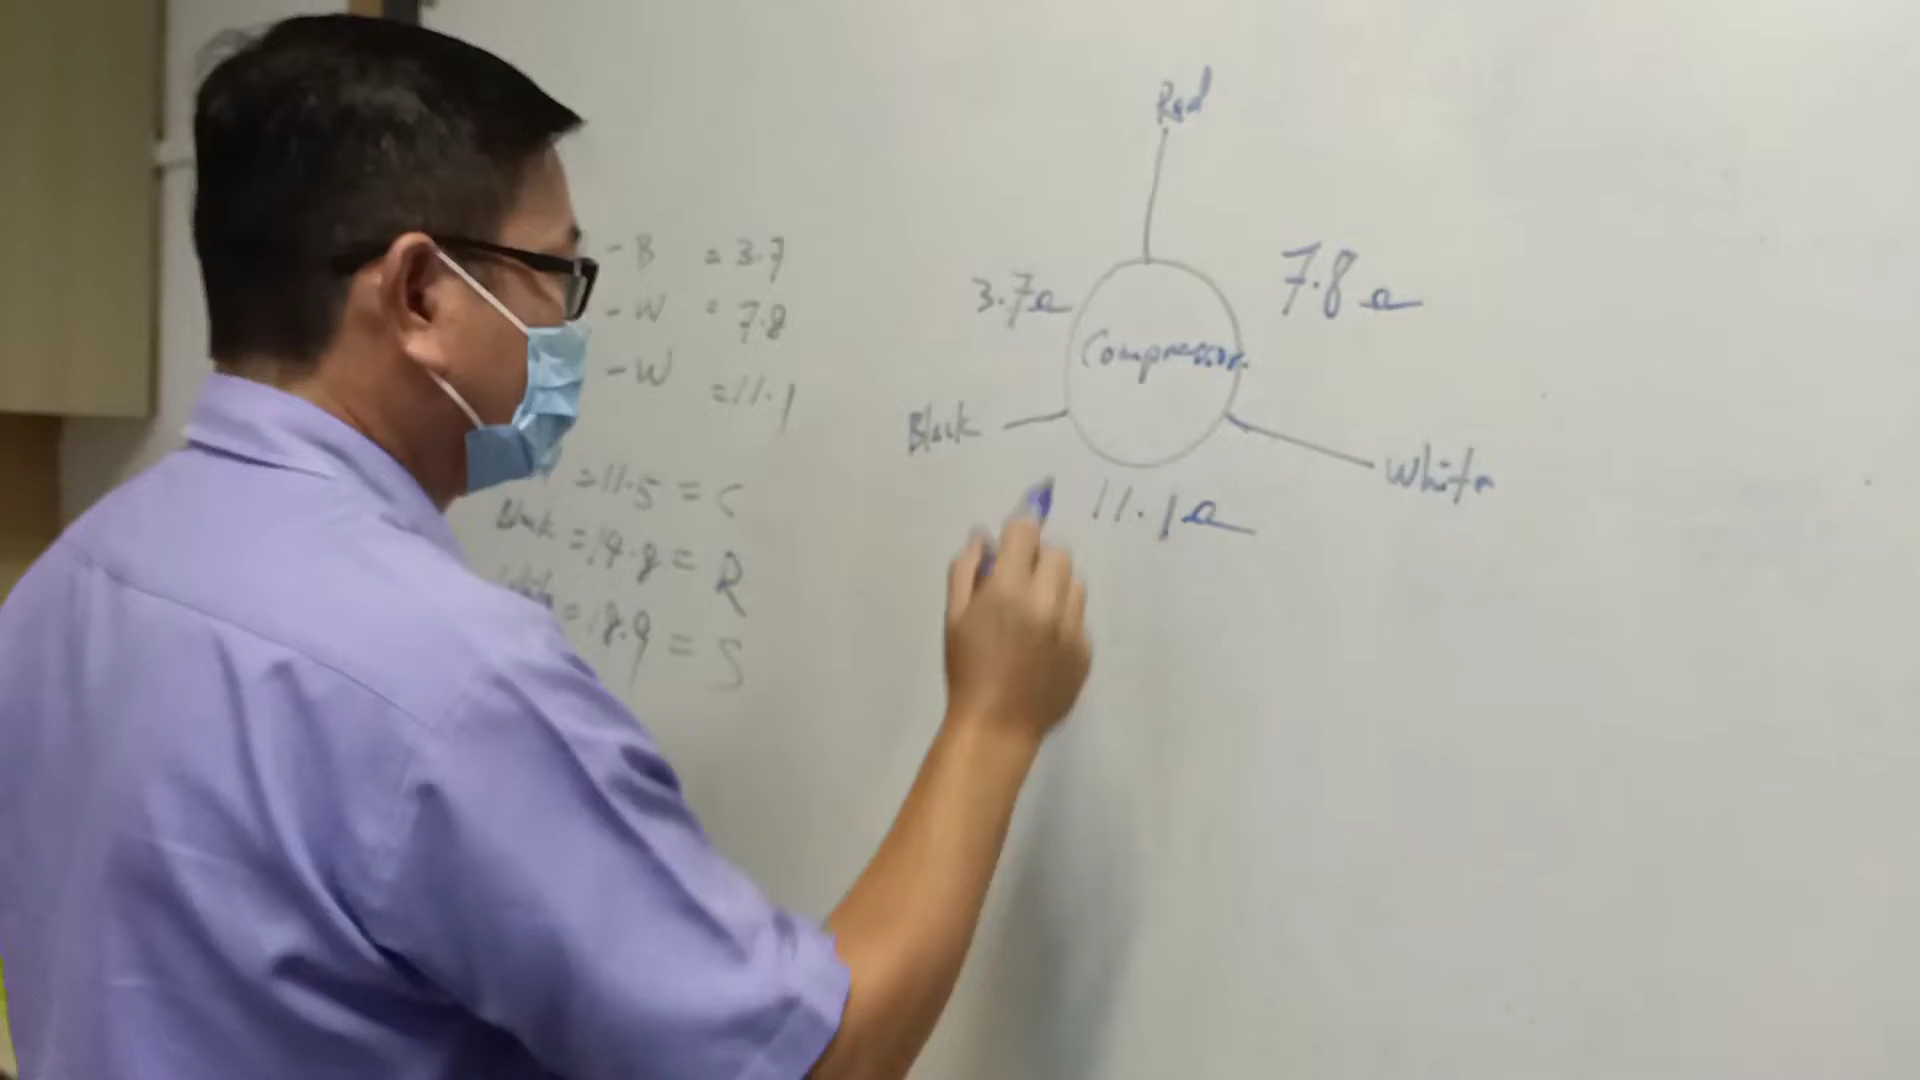 - B = 3.7
- W = 7.8
- W = 11.1
= 11.5 = C
Black = 14.8 = R
= 18.9 = S
Red
3.7Ω
7.8Ω
Compressor
Black
White
11.1Ω